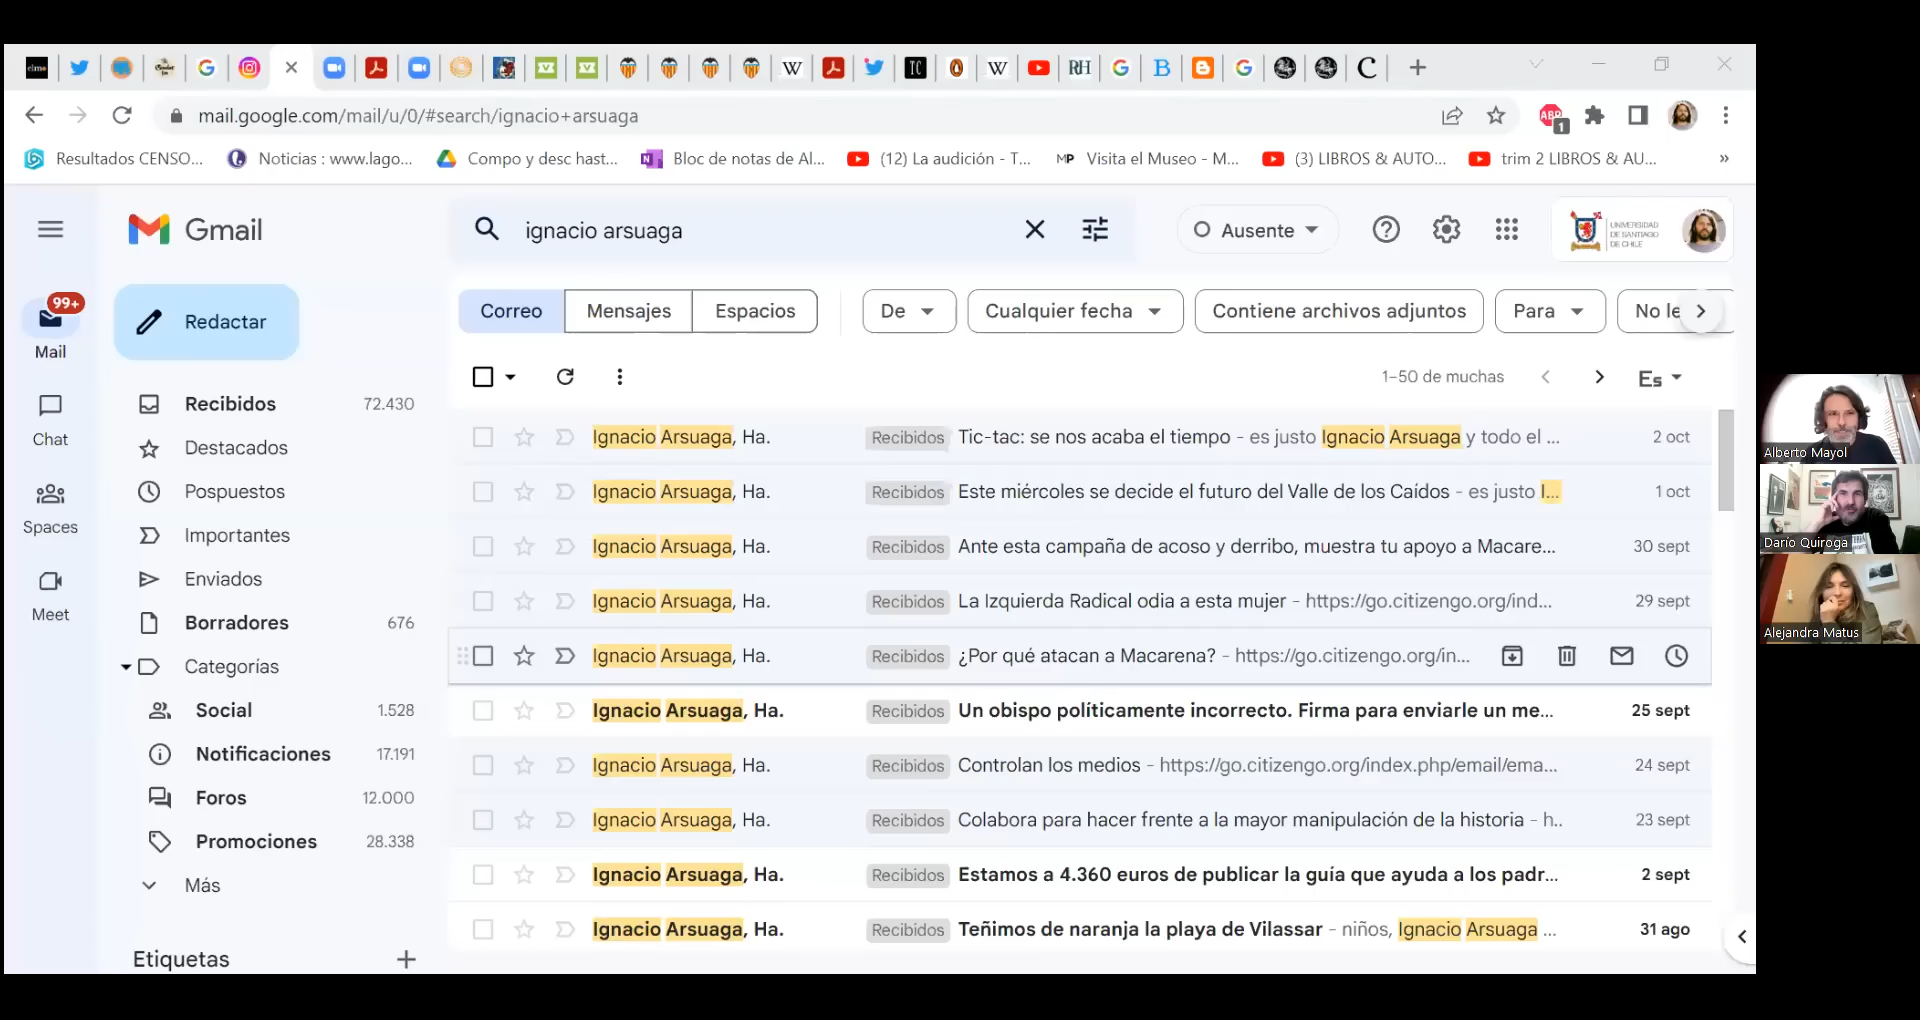 elmo
W
TC
W
RH
B
C
mail.google.com/mail/u/0/#search/ignacio+arsuaga
ABP
1
Resultados CENSO...
Noticias : www.lago...
Compo y desc hast...
Bloc de notas de Al...
(12) La audición - T...
MP Visita el Museo - M...
(3) LIBROS & AUTO...
trim 2 LIBROS & AU...
»
Gmail
ignacio arsuaga
Ausente
UNIVERSIDAD
DE SANTIAGO
DE CHILE
99+
Mail
Chat
Spaces
Meet
Redactar
Recibidos 72.430
Destacados
Pospuestos
Importantes
Enviados
Borradores 676
Categorías
Social 1.528
Notificaciones 17.191
Foros 12.000
Promociones 28.338
Más
Etiquetas
Correo
Mensajes
Espacios
De
Cualquier fecha
Contiene archivos adjuntos
Para
No le
1–50 de muchas
Es
Ignacio Arsuaga, Ha. Recibidos Tic-tac: se nos acaba el tiempo - es justo Ignacio Arsuaga y todo el ... 2 oct
Ignacio Arsuaga, Ha. Recibidos Este miércoles se decide el futuro del Valle de los Caídos - es justo I... 1 oct
Ignacio Arsuaga, Ha. Recibidos Ante esta campaña de acoso y derribo, muestra tu apoyo a Macare... 30 sept
Ignacio Arsuaga, Ha. Recibidos La Izquierda Radical odia a esta mujer - https://go.citizengo.org/ind... 29 sept
Ignacio Arsuaga, Ha. Recibidos ¿Por qué atacan a Macarena? - https://go.citizengo.org/in...
Ignacio Arsuaga, Ha. Recibidos Un obispo políticamente incorrecto. Firma para enviarle un me... 25 sept
Ignacio Arsuaga, Ha. Recibidos Controlan los medios - https://go.citizengo.org/index.php/email/ema... 24 sept
Ignacio Arsuaga, Ha. Recibidos Colabora para hacer frente a la mayor manipulación de la historia - h.. 23 sept
Ignacio Arsuaga, Ha. Recibidos Estamos a 4.360 euros de publicar la guía que ayuda a los padr... 2 sept
Ignacio Arsuaga, Ha. Recibidos Teñimos de naranja la playa de Vilassar - niños, Ignacio Arsuaga ... 31 ago
Alberto Mayol
Darío Quiroga
Alejandra Matus